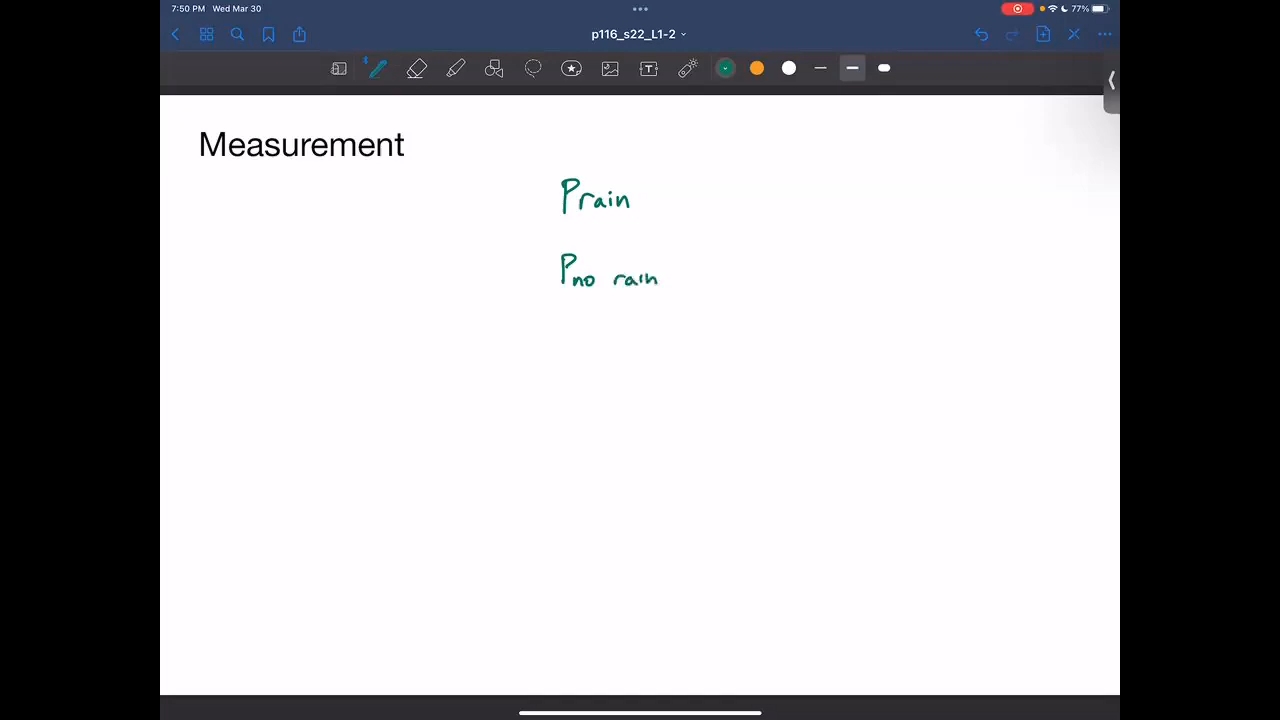 7:50 PM Wed Mar 30
77%
p116_s22_L1-2
Measurement
Prain
Pno rain